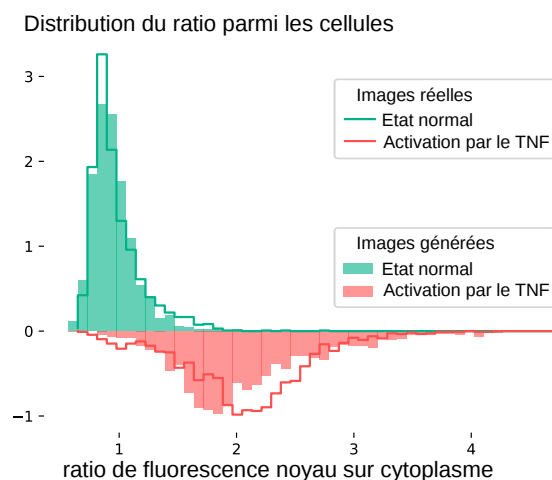 Distribution du ratio parmi les cellules
3
2
1
0
−1
Images réelles
Etat normal
Activation par le TNF
Images générées
Etat normal
Activation par le TNF
1 2 3 4
ratio de fluorescence noyau sur cytoplasme